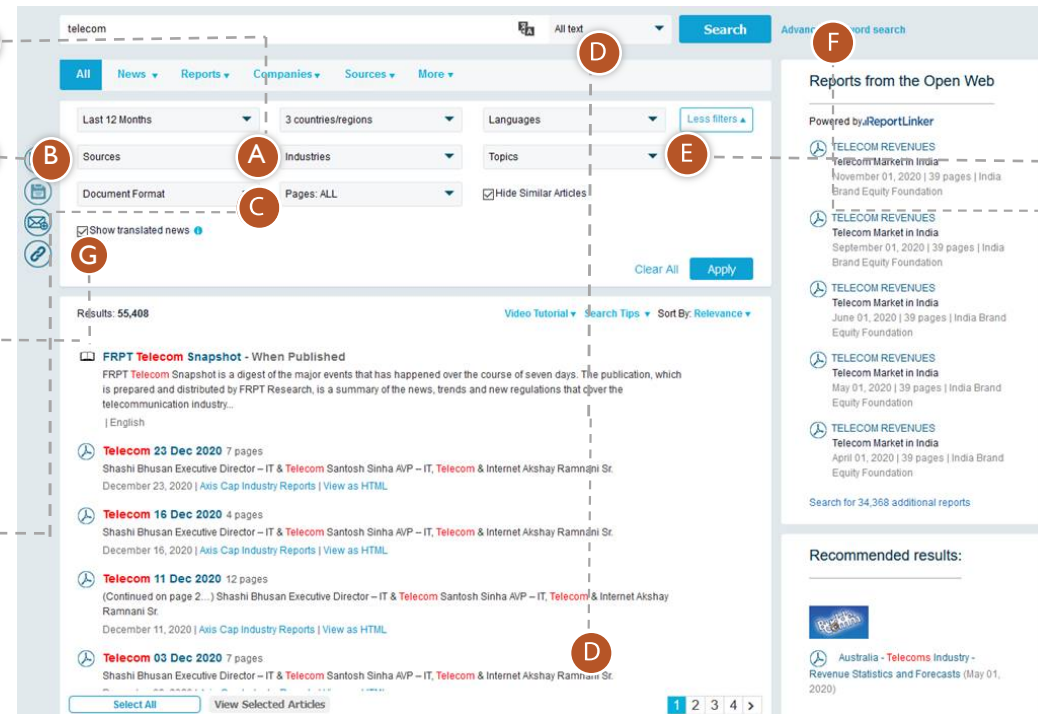 telecom
All text
Search
Advanc
ord search
D
F
All
News
Reports
Companies
Sources
More
Reports from the Open Web
Last 12 Months
3 countries/regions
Languages
Less filters
Powered by ReportLinker
B
Sources
A
Industries
Topics
E
TELECOM REVENUES
Telecom Market in India
November 01, 2020 | 39 pages | India
Brand Equity Foundation
Document Format
C
Pages: ALL
Hide Similar Articles
TELECOM REVENUES
Telecom Market in India
September 01, 2020 | 39 pages | India
Brand Equity Foundation
Show translated news
G
Clear All
Apply
TELECOM REVENUES
Telecom Market in India
June 01, 2020 | 39 pages | India Brand
Equity Foundation
Results: 55,408
Video Tutorial
Search Tips
Sort By: Relevance
FRPT Telecom Snapshot - When Published
FRPT Telecom Snapshot is a digest of the major events that has happened over the course of seven days. The publication, which
is prepared and distributed by FRPT Research, is a summary of the news, trends and new regulations that cover the
telecommunication industry...
| English
TELECOM REVENUES
Telecom Market in India
May 01, 2020 | 39 pages | India Brand
Equity Foundation
TELECOM REVENUES
Telecom Market in India
April 01, 2020 | 39 pages | India Brand
Equity Foundation
Search for 34,368 additional reports
Telecom 23 Dec 2020 7 pages
Shashi Bhusan Executive Director – IT & Telecom Santosh Sinha AVP – IT, Telecom & Internet Akshay Ramnani Sr.
December 23, 2020 | Axis Cap Industry Reports | View as HTML
Telecom 16 Dec 2020 4 pages
Shashi Bhusan Executive Director – IT & Telecom Santosh Sinha AVP – IT, Telecom & Internet Akshay Ramnani Sr.
December 16, 2020 | Axis Cap Industry Reports | View as HTML
Telecom 11 Dec 2020 12 pages
(Continued on page 2...) Shashi Bhusan Executive Director – IT & Telecom Santosh Sinha AVP – IT, Telecom & Internet Akshay
Ramnani Sr.
December 11, 2020 | Axis Cap Industry Reports | View as HTML
Telecom 03 Dec 2020 7 pages
Shashi Bhusan Executive Director – IT & Telecom Santosh Sinha AVP – IT, Telecom & Internet Akshay Ramnani Sr.
D
Recommended results:
Australia - Telecoms Industry -
Revenue Statistics and Forecasts (May 01,
2020)
Select All
View Selected Articles
1 2 3 4 >